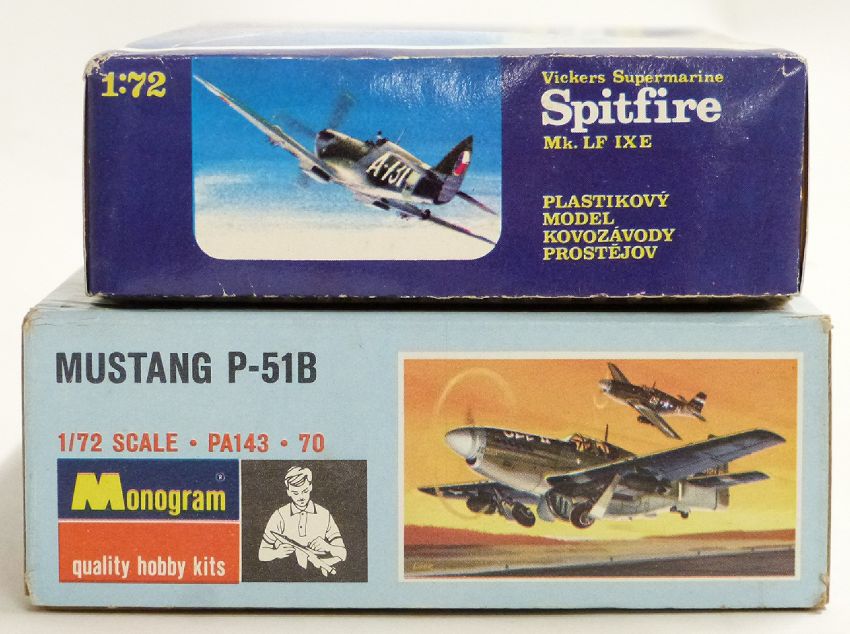 1:72
Vickers Supermarine
Spitfire
Mk. LF IXE
PLASTIKOVÝ
MODEL
KOVOZÁVODY
PROSTĚJOV
A-731
MUSTANG P-51B
1/72 SCALE • PA143 • 70
Monogram ®
quality hobby kits